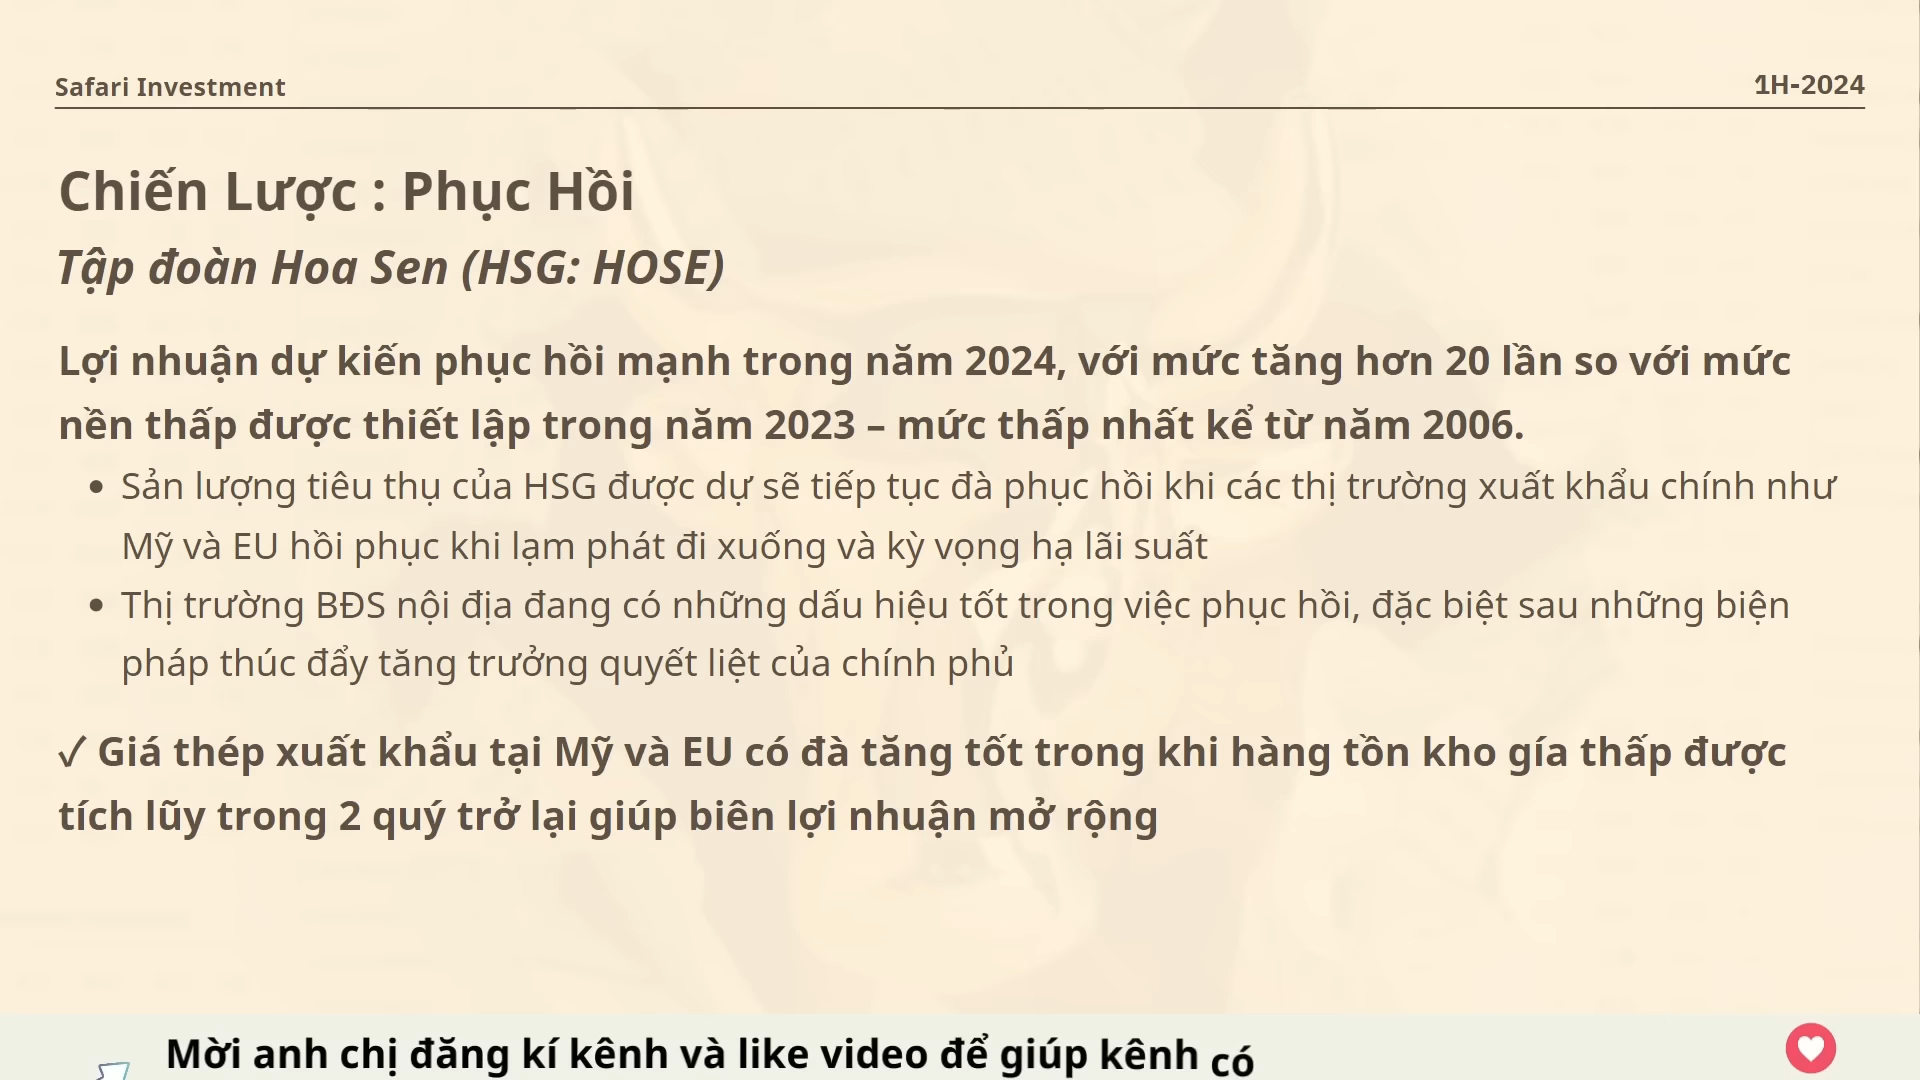 Safari Investment
1H-2024
Chiến Lược : Phục Hồi
Tập đoàn Hoa Sen (HSG: HOSE)
Lợi nhuận dự kiến phục hồi mạnh trong năm 2024, với mức tăng hơn 20 lần so với mức
nền thấp được thiết lập trong năm 2023 – mức thấp nhất kể từ năm 2006.
• Sản lượng tiêu thụ của HSG được dự sẽ tiếp tục đà phục hồi khi các thị trường xuất khẩu chính như
Mỹ và EU hồi phục khi lạm phát đi xuống và kỳ vọng hạ lãi suất
• Thị trường BĐS nội địa đang có những dấu hiệu tốt trong việc phục hồi, đặc biệt sau những biện
pháp thúc đẩy tăng trưởng quyết liệt của chính phủ
✓ Giá thép xuất khẩu tại Mỹ và EU có đà tăng tốt trong khi hàng tồn kho gía thấp được
tích lũy trong 2 quý trở lại giúp biên lợi nhuận mở rộng
Mời anh chị đăng kí kênh và like video để giúp kênh có